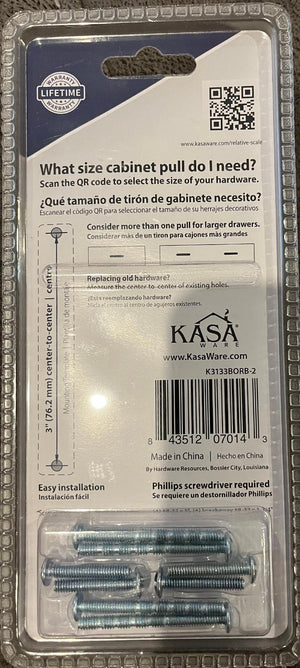 WARRANTY
LIFETIME
WARRANTY
www.kasaware.com/relative-scale
What size cabinet pull do I need?
Scan the QR code to select the size of your hardware.
¿Qué tamaño de tirón de gabinete necesito?
Escanear el código QR para seleccionar el tamaño de su herrajes decorativos
Consider more than one pull for larger drawers.
Considerar más de un tiron para cajones más grandes
3" (76.2 mm) center-to-center | centro
Replacing old hardware?
Measure the center-to-center of existing holes.
¿Está reemplazando hardware?
Mida el centro al centro de agujeros existentes.
KASA
WARE
www.KasaWare.com
K3133BORB-2
8 43512 07014 3
Made in China | Hecho en China
By Hardware Resources, Bossier City, Louisiana
Easy installation
Instalación fácil
Phillips screwdriver required
Se requiere un destornillador Phillips